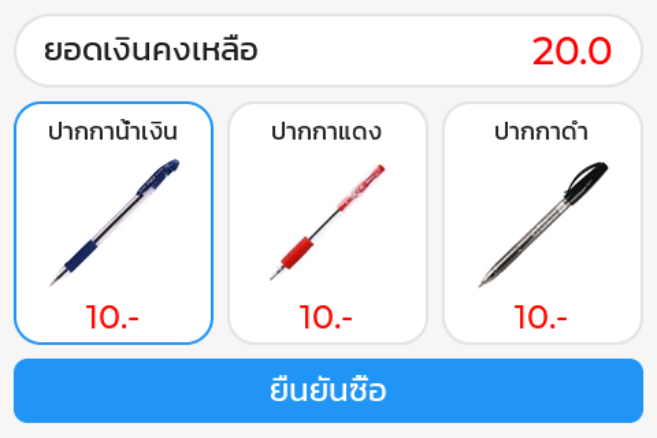 ยอดเงินคงเหลือ 20.0
ปากกาน้ำเงิน ปากกาแดง ปากกาดำ
10.- 10.- 10.-
ยืนยันซื้อ